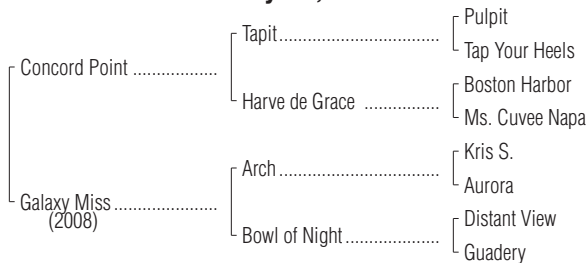 Concord Point
Galaxy Miss
(2008)
Tapit
Harve de Grace
Arch
Bowl of Night
Pulpit
Tap Your Heels
Boston Harbor
Ms. Cuvee Napa
Kris S.
Aurora
Distant View
Guadery